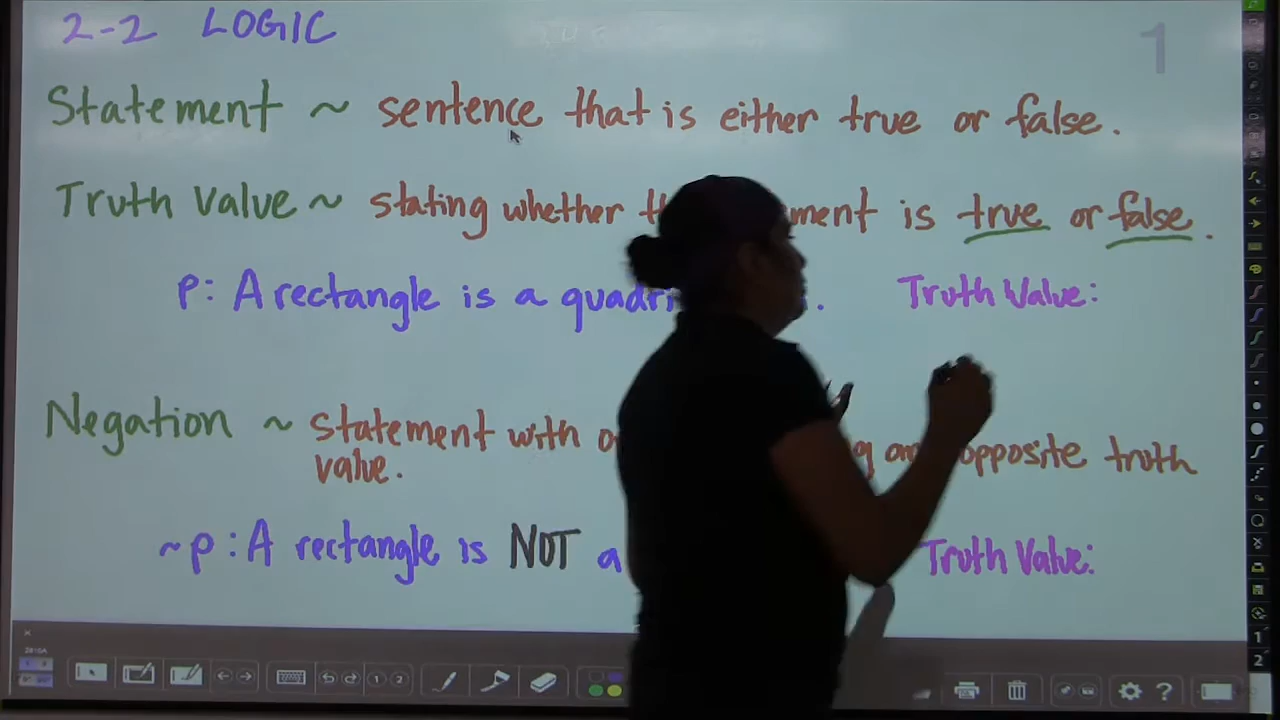 2-2 LOGIC
1
Statement ~ sentence that is either true or false.
Truth Value ~ stating whether ment is true or false.
p: A rectangle is a quadri . Truth Value:
Negation ~ statement with opposite truth
value.
~p: A rectangle is NOT a Truth Value: